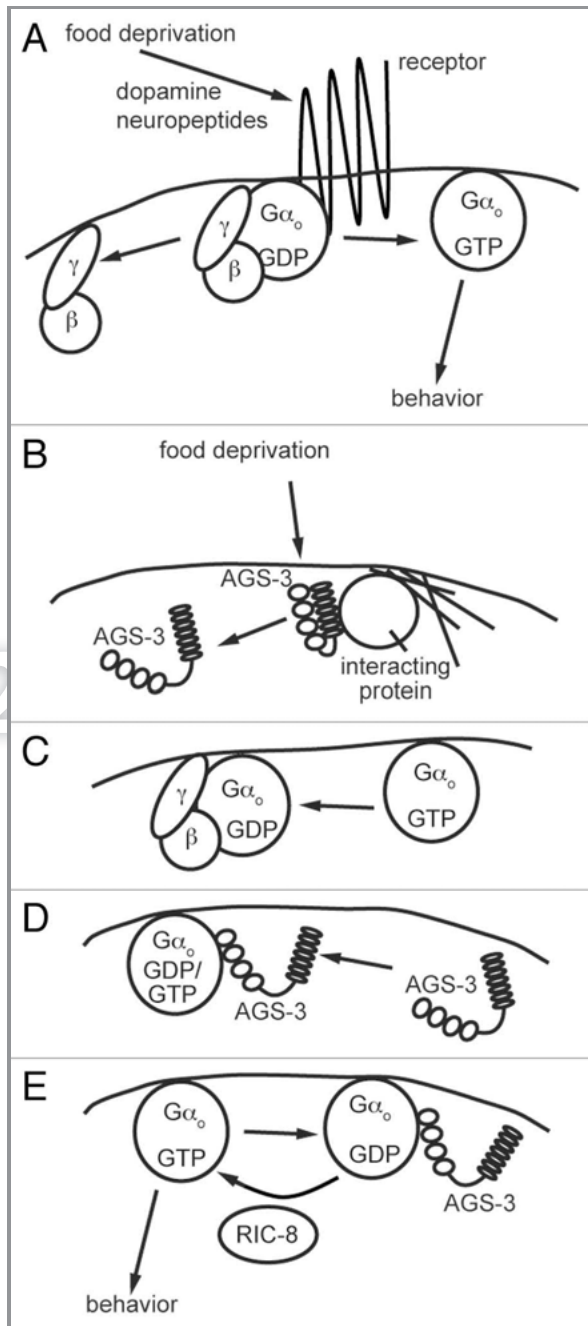 A
food deprivation
receptor
dopamine
neuropeptides
γ
Gαₒ
Gαₒ
γ
β
GDP
GTP
β
behavior
B
food deprivation
AGS-3
AGS-3
interacting
protein
2
C
γ
Gαₒ
Gαₒ
β
GDP
GTP
D
Gαₒ
GDP/
GTP
AGS-3
AGS-3
E
Gαₒ
Gαₒ
GTP
GDP
AGS-3
RIC-8
behavior